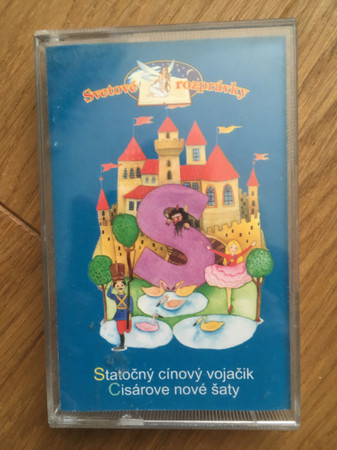 Svetové rozprávky
S
Statočný cínový vojačik
Cisárove nové šaty